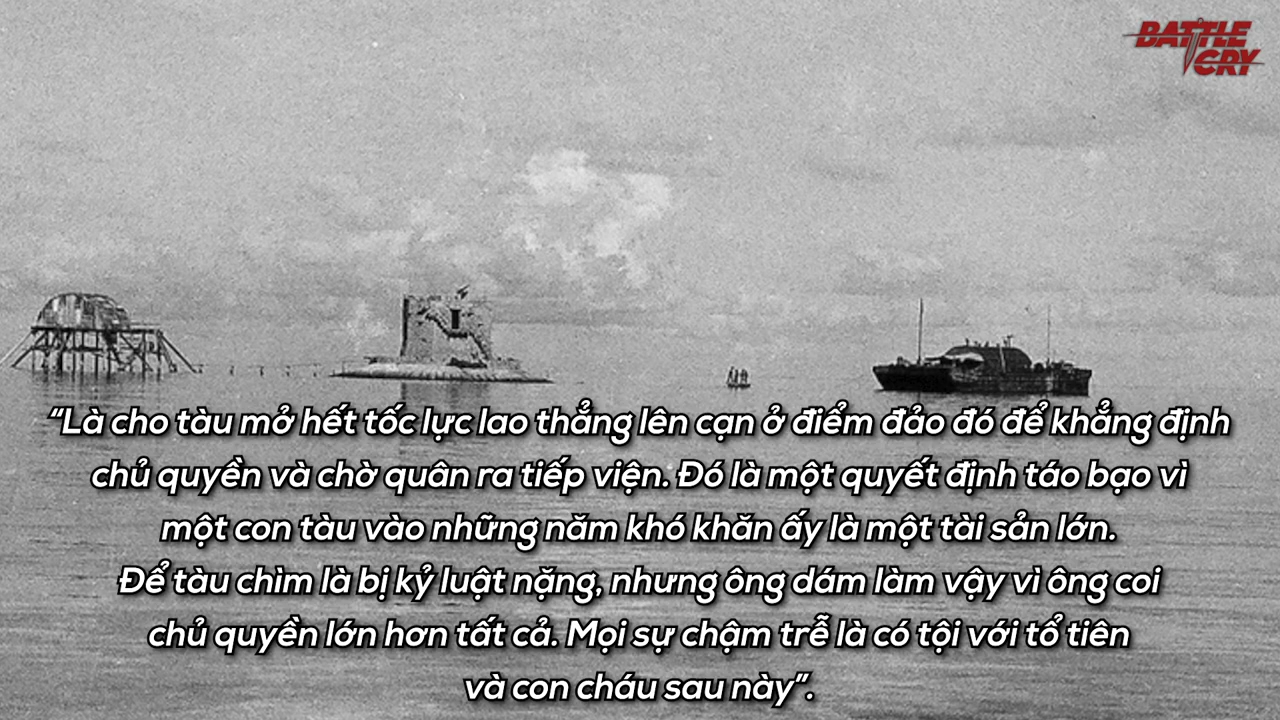 BATTLE
CRY
“Là cho tàu mở hết tốc lực lao thẳng lên cạn ở điểm đảo đó để khẳng định
chủ quyền và chờ quân ra tiếp viện. Đó là một quyết định táo bạo vì
một con tàu vào những năm khó khăn ấy là một tài sản lớn.
Để tàu chìm là bị kỷ luật nặng, nhưng ông dám làm vậy vì ông coi
chủ quyền lớn hơn tất cả. Mọi sự chậm trễ là có tội với tổ tiên
và con cháu sau này”.